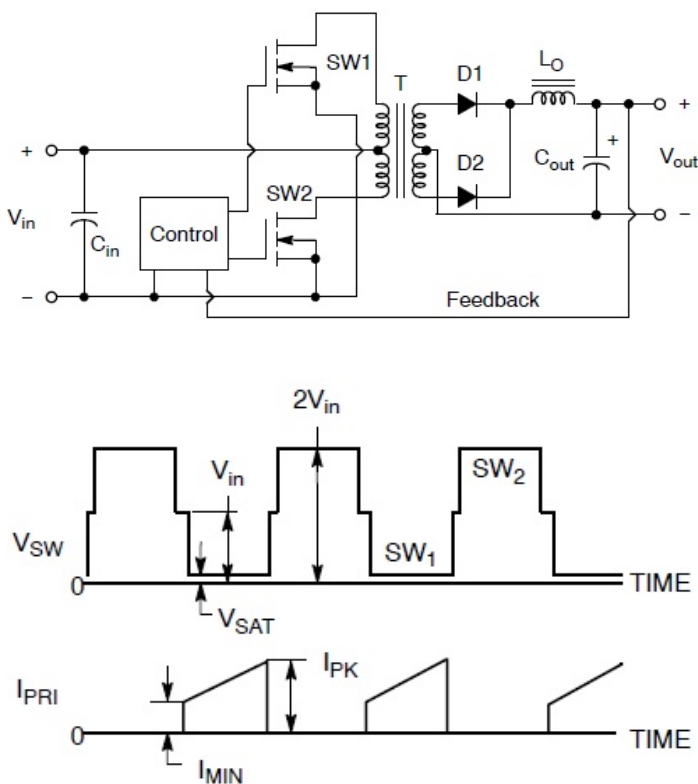 SW1
T
D1
LO
+
+
+
D2
Cout
Vout
SW2
Vin
Cin
Control
−
−
Feedback
2Vin
Vin
SW2
VSW
SW1
0
TIME
VSAT
IPRI
IPK
0
TIME
IMIN